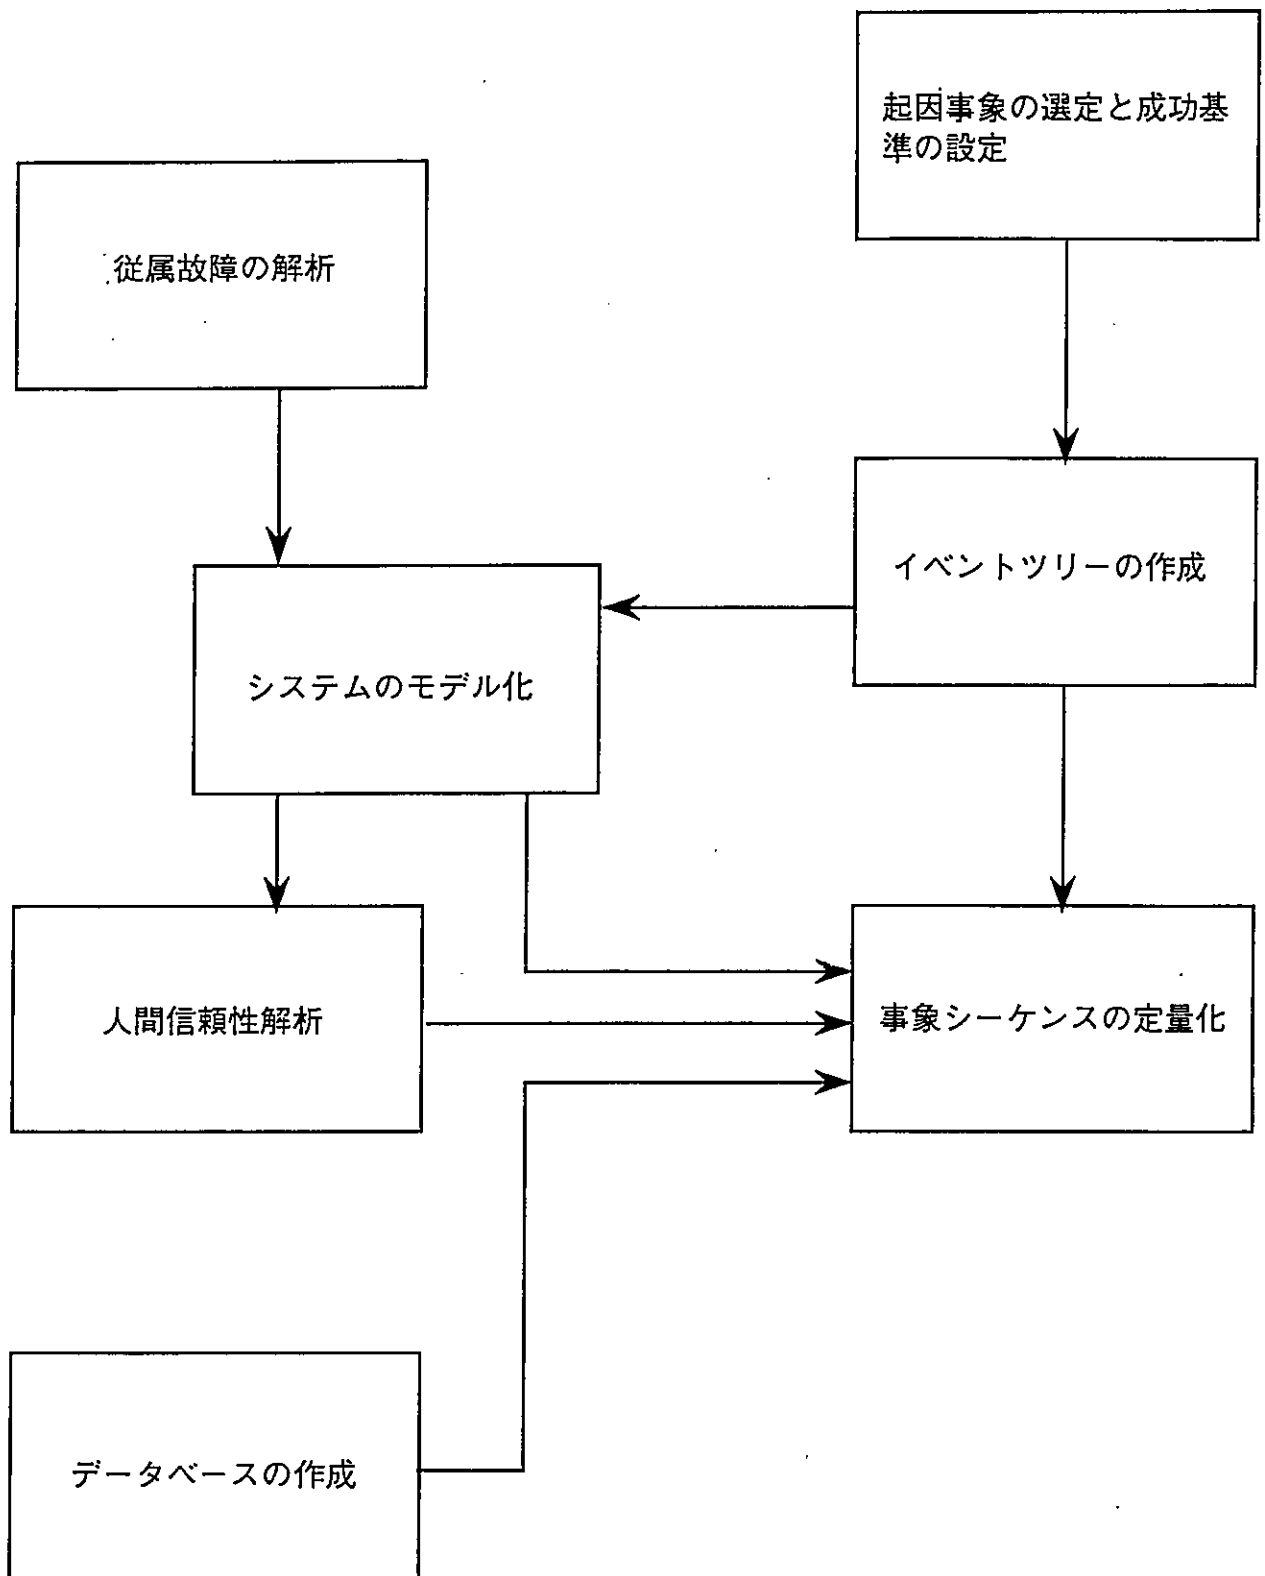 起因事象の選定と成功基
準の設定
従属故障の解析
イベントツリーの作成
システムのモデル化
人間信頼性解析
事象シーケンスの定量化
データベースの作成